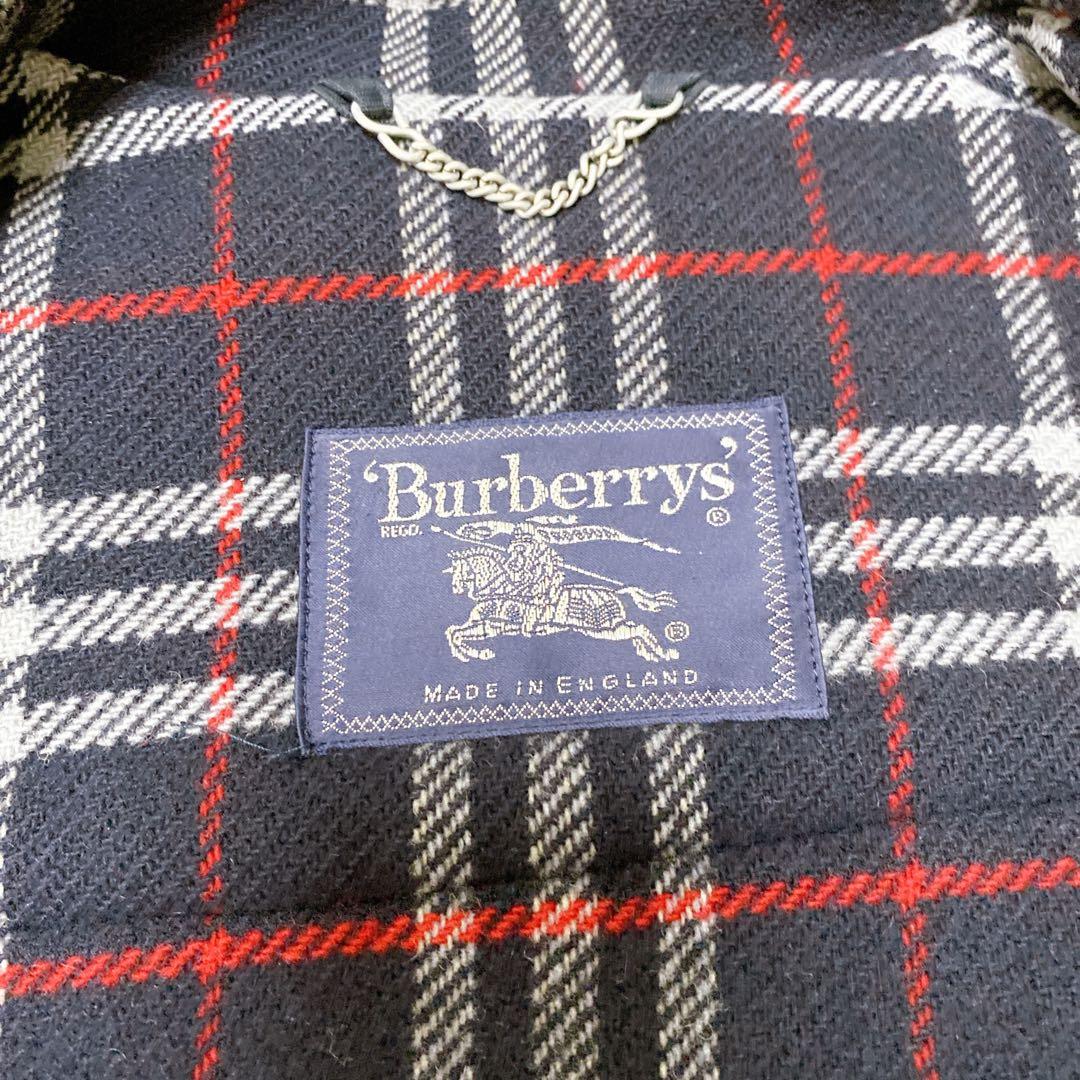 ‘Burberrys’
REGD. ®
®
MADE IN ENGLAND